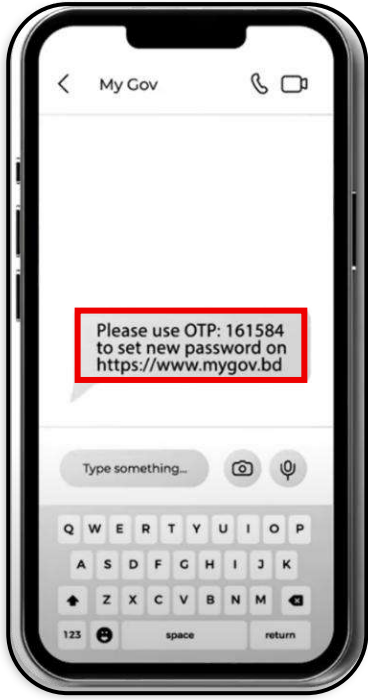 My Gov
Please use OTP: 161584
to set new password on
https://www.mygov.bd
Type something...
Q W E R T Y U I O P
A S D F G H I J K
Z X C V B N M
123 space return